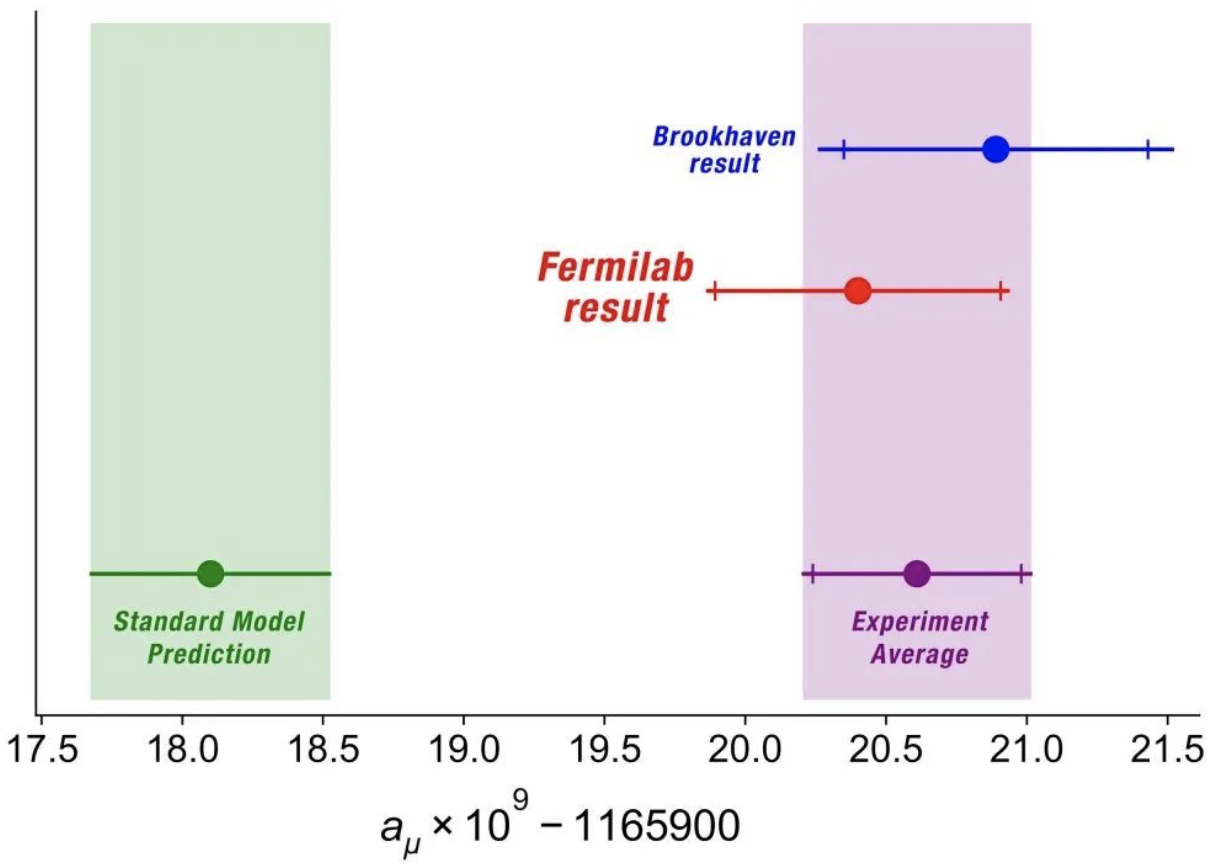 Brookhaven
result
Fermilab
result
Standard Model
Prediction
Experiment
Average
17.5 18.0 18.5 19.0 19.5 20.0 20.5 21.0 21.5
aμ × 10⁹ − 1165900